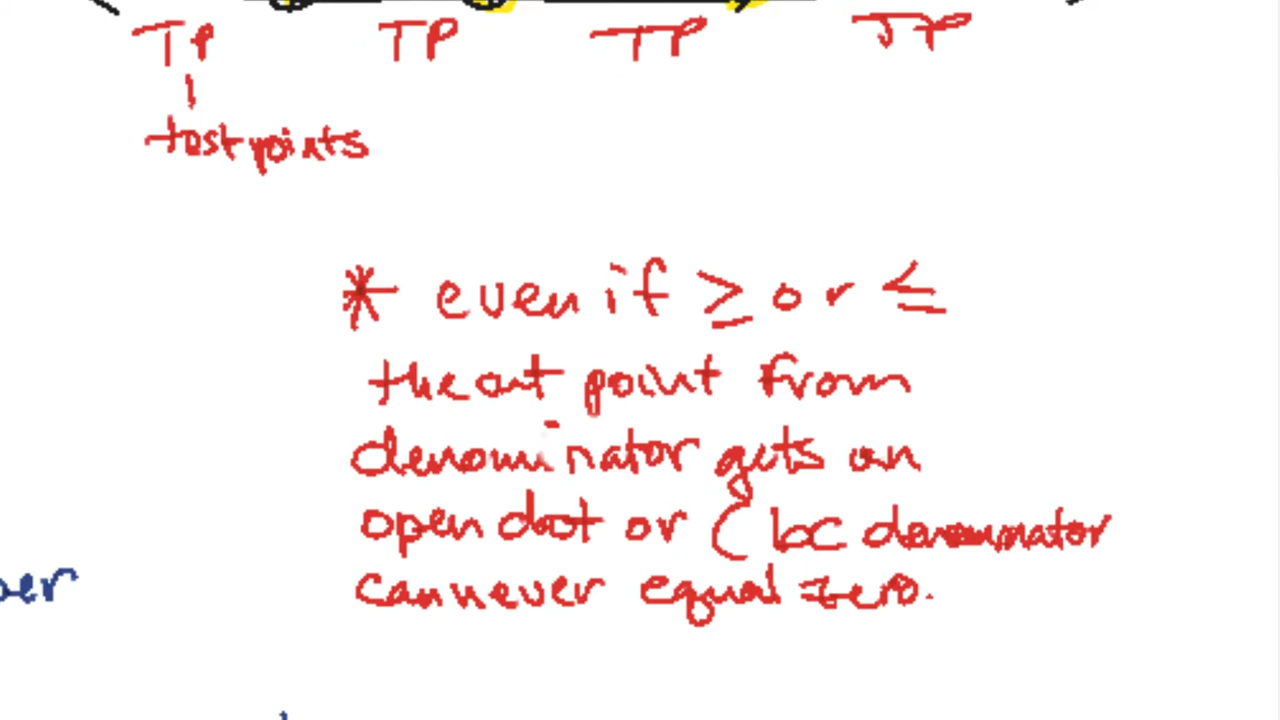 TP TP TP TP
testpoints
* even if ≥ or ≤
the cut point from
denominator gets an
open dot or ( bc denominator
can never equal zero.